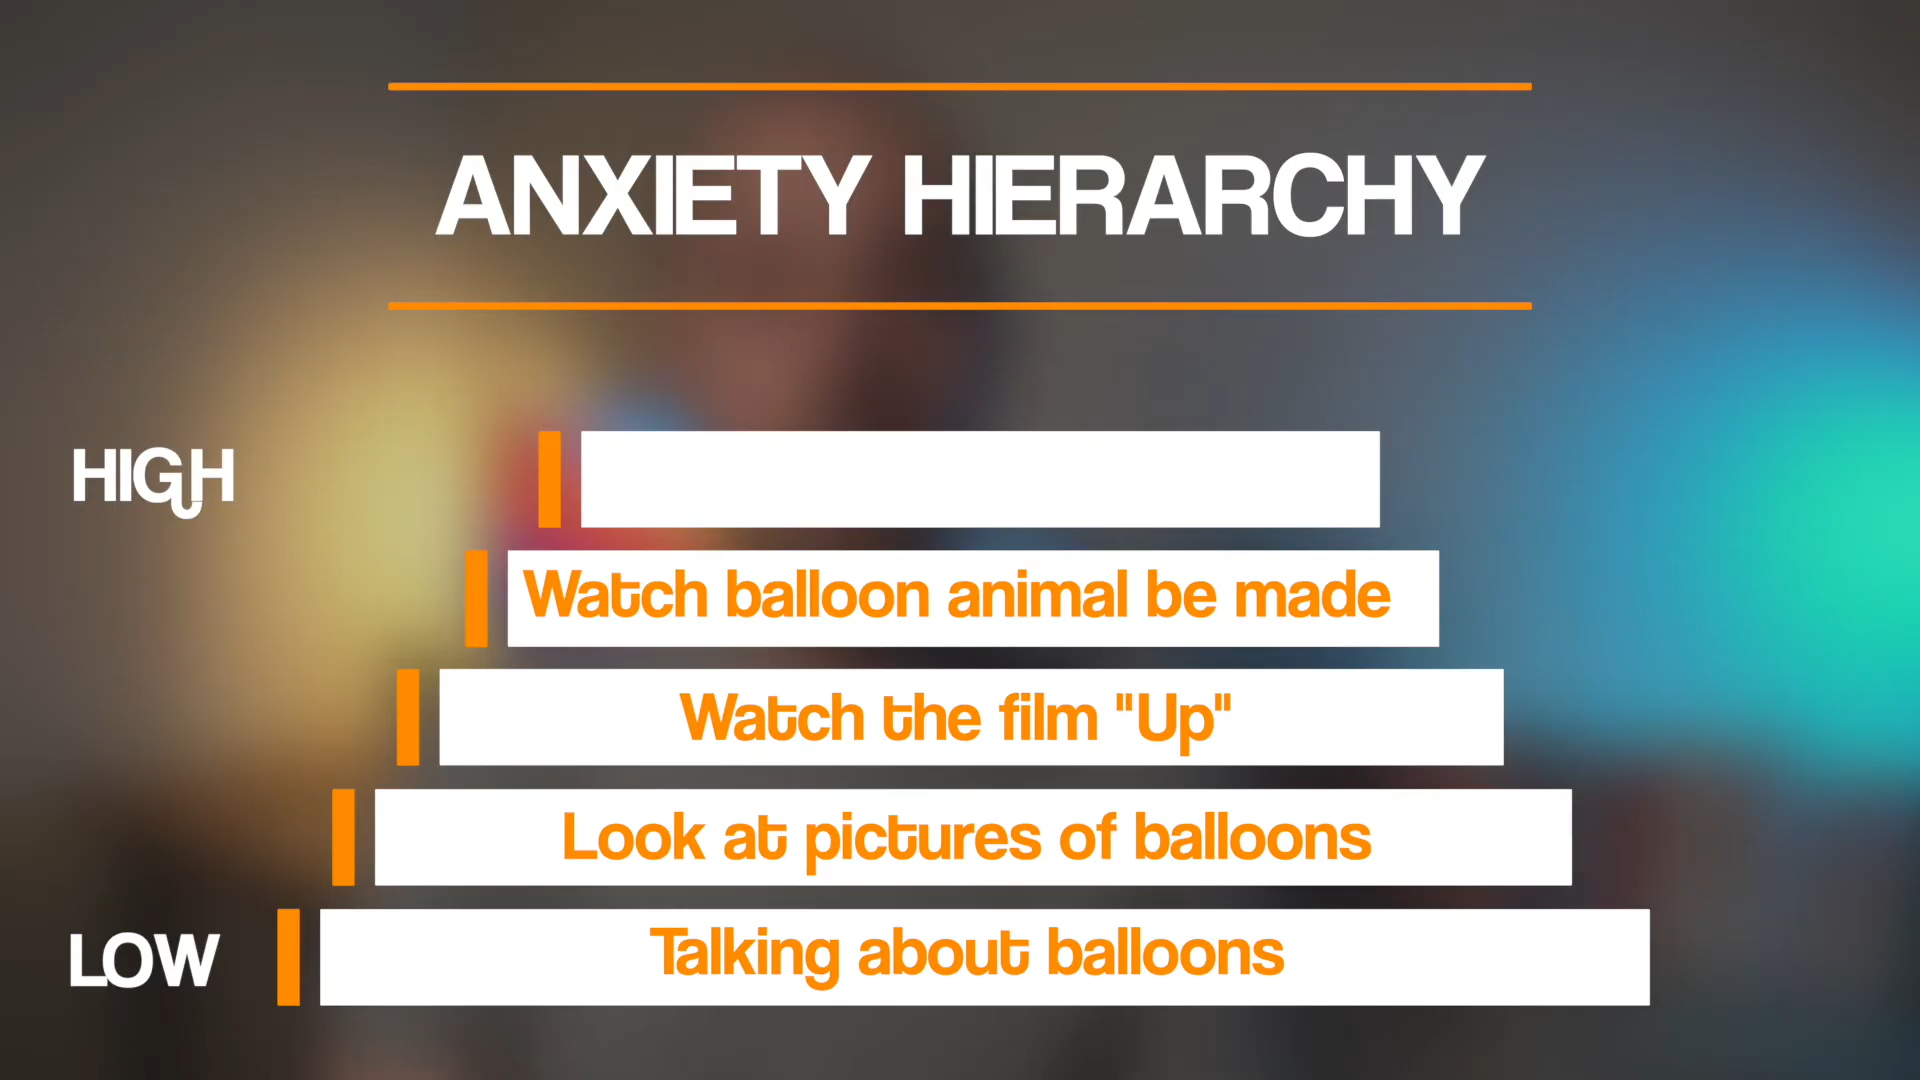 ANXIETY HIERARCHY
HIGH
Watch balloon animal be made
Watch the film "Up"
Look at pictures of balloons
LOW
Talking about balloons